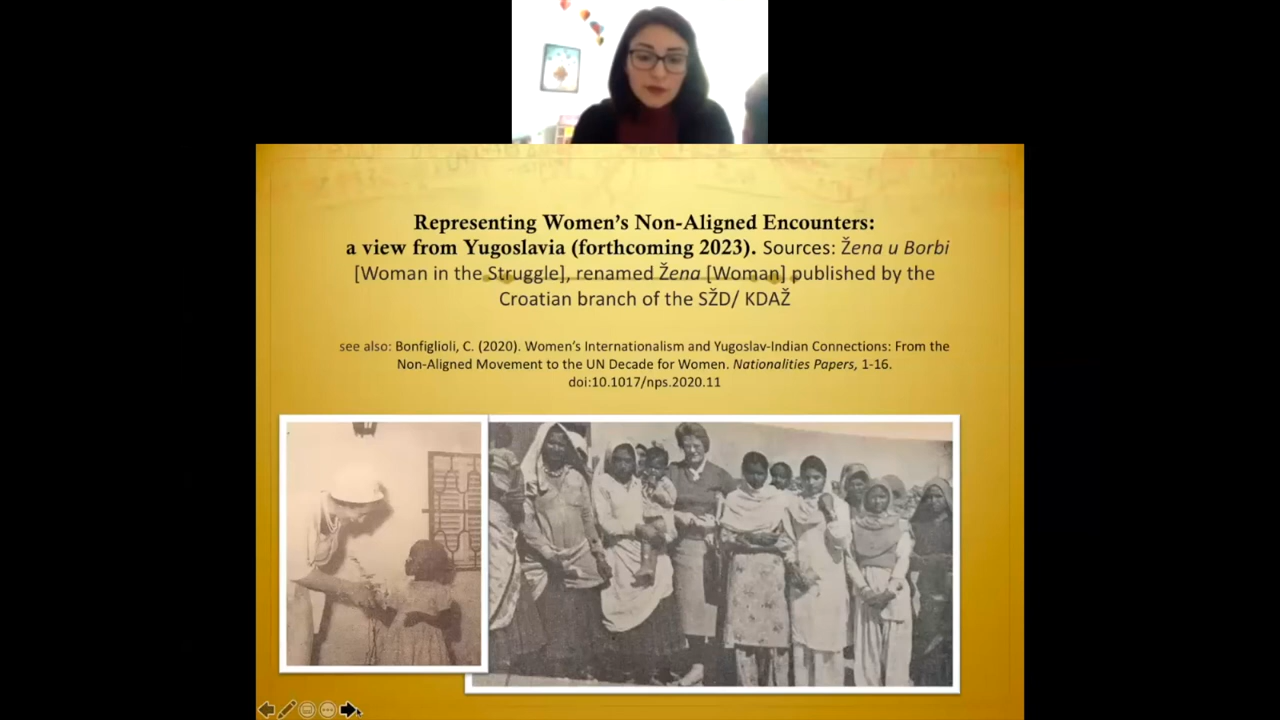 Representing Women's Non-Aligned Encounters:
a view from Yugoslavia (forthcoming 2023). Sources: Žena u Borbi
[Woman in the Struggle], renamed Žena [Woman] published by the
Croatian branch of the SŽD/ KDAŽ
see also: Bonfiglioli, C. (2020). Women's Internationalism and Yugoslav-Indian Connections: From the
Non-Aligned Movement to the UN Decade for Women. Nationalities Papers, 1-16.
doi:10.1017/nps.2020.11